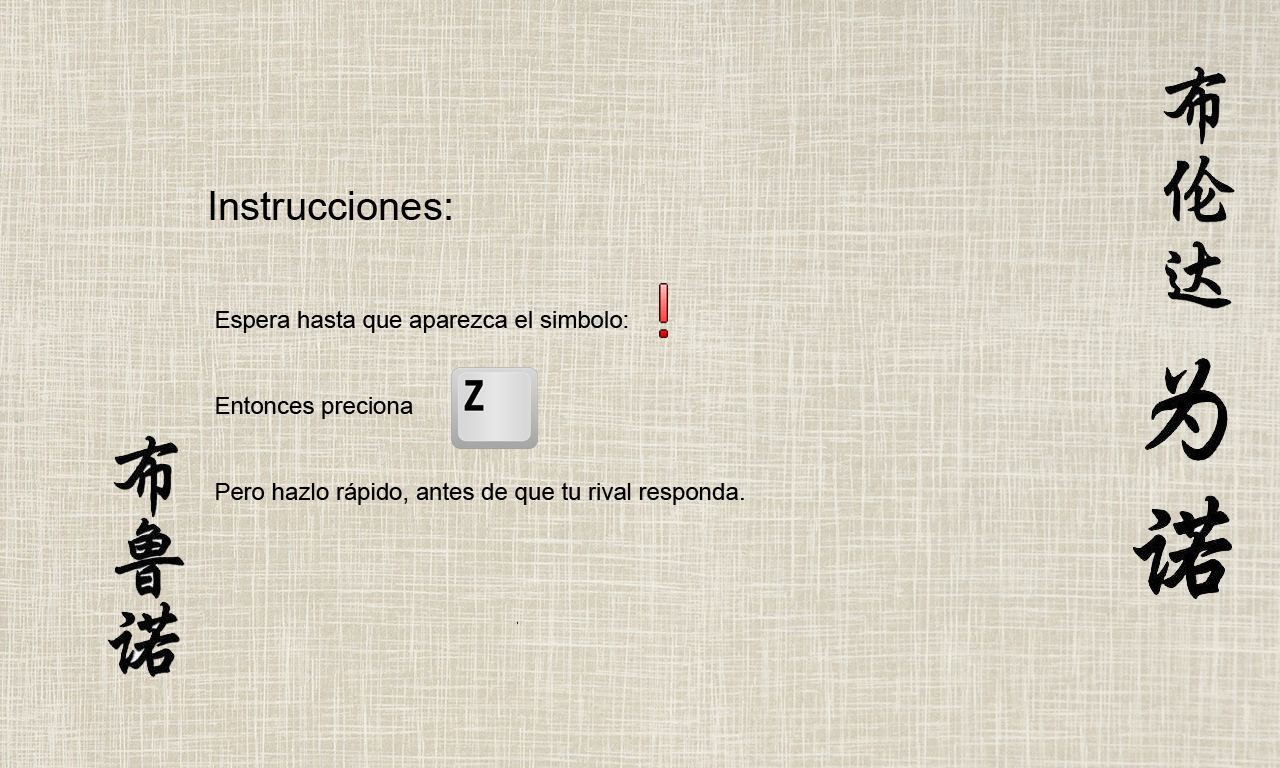 Instrucciones:
Espera hasta que aparezca el simbolo: !
Entonces preciona Z
Pero hazlo rápido, antes de que tu rival responda.
布鲁诺
布伦达
为
诺